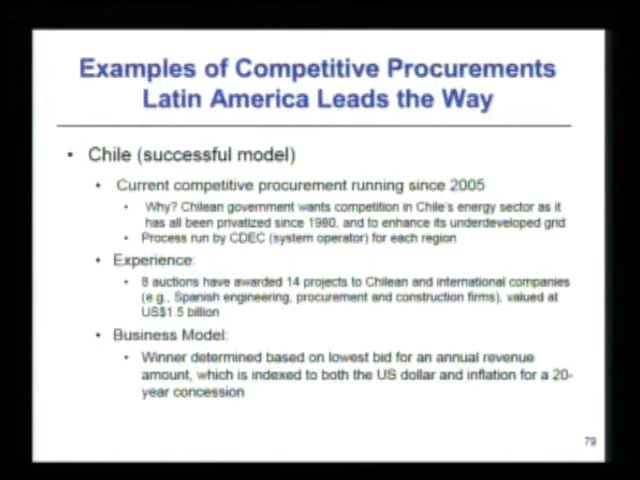 Examples of Competitive Procurements
Latin America Leads the Way
• Chile (successful model)
• Current competitive procurement running since 2005
• Why? Chilean government wants competition in Chile's energy sector as it
has all been privatized since 1980, and to enhance its underdeveloped grid
• Process run by CDEC (system operator) for each region
• Experience:
• 8 auctions have awarded 14 projects to Chilean and international companies
(e.g., Spanish engineering, procurement and construction firms), valued at
US$1.5 billion
• Business Model:
• Winner determined based on lowest bid for an annual revenue
amount, which is indexed to both the US dollar and inflation for a 20-
year concession
79